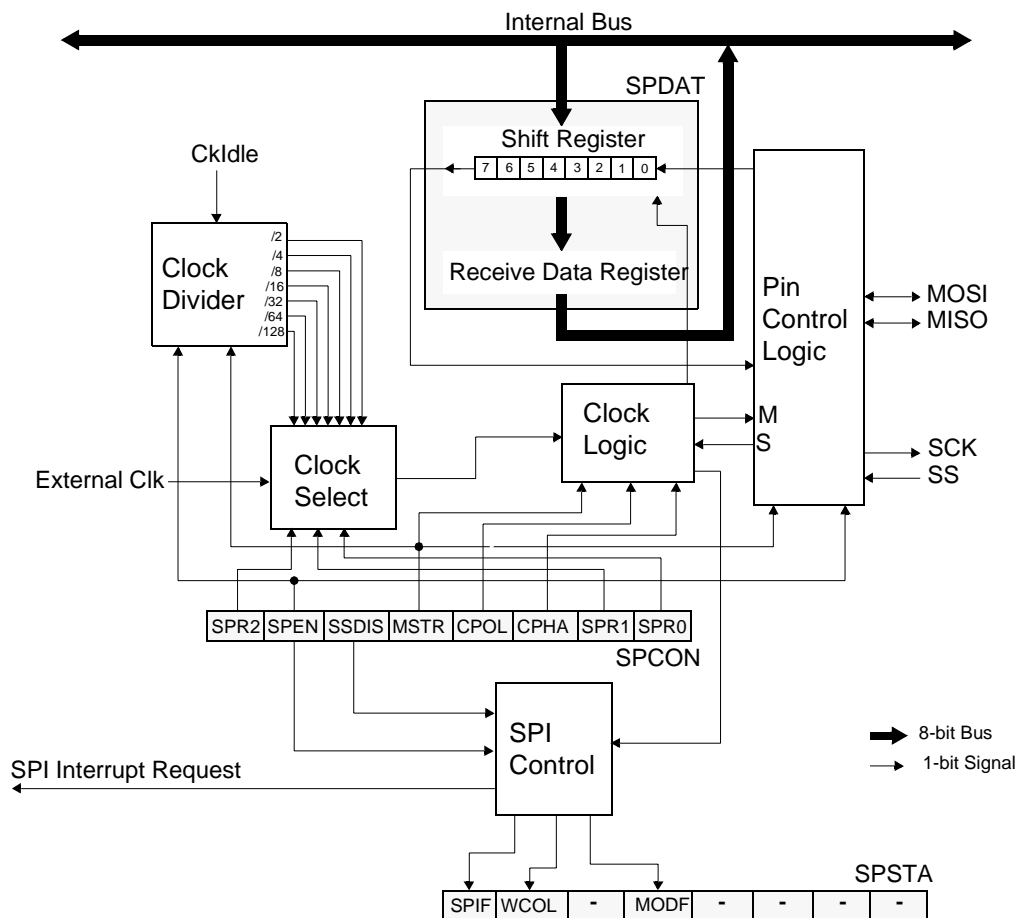 Internal Bus
SPDAT
Shift Register
7 6 5 4 3 2 1 0
CkIdle
Clock
Divider
/2
/4
/8
/16
/32
/64
/128
Receive Data Register
Pin
Control
Logic
MOSI
MISO
Clock
Logic
M
S
SCK
SS
External Clk
Clock
Select
SPR2 SPEN SSDIS MSTR CPOL CPHA SPR1 SPR0
SPCON
SPI
Control
8-bit Bus
1-bit Signal
SPI Interrupt Request
SPSTA
SPIF WCOL - MODF - - - -